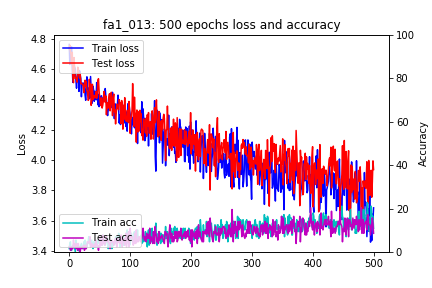 fa1_013: 500 epochs loss and accuracy
4.8
4.6
4.4
4.2
4.0
3.8
3.6
3.4
Loss
Train loss
Test loss
Train acc
Test acc
100
80
60
40
20
0
Accuracy
0 100 200 300 400 500